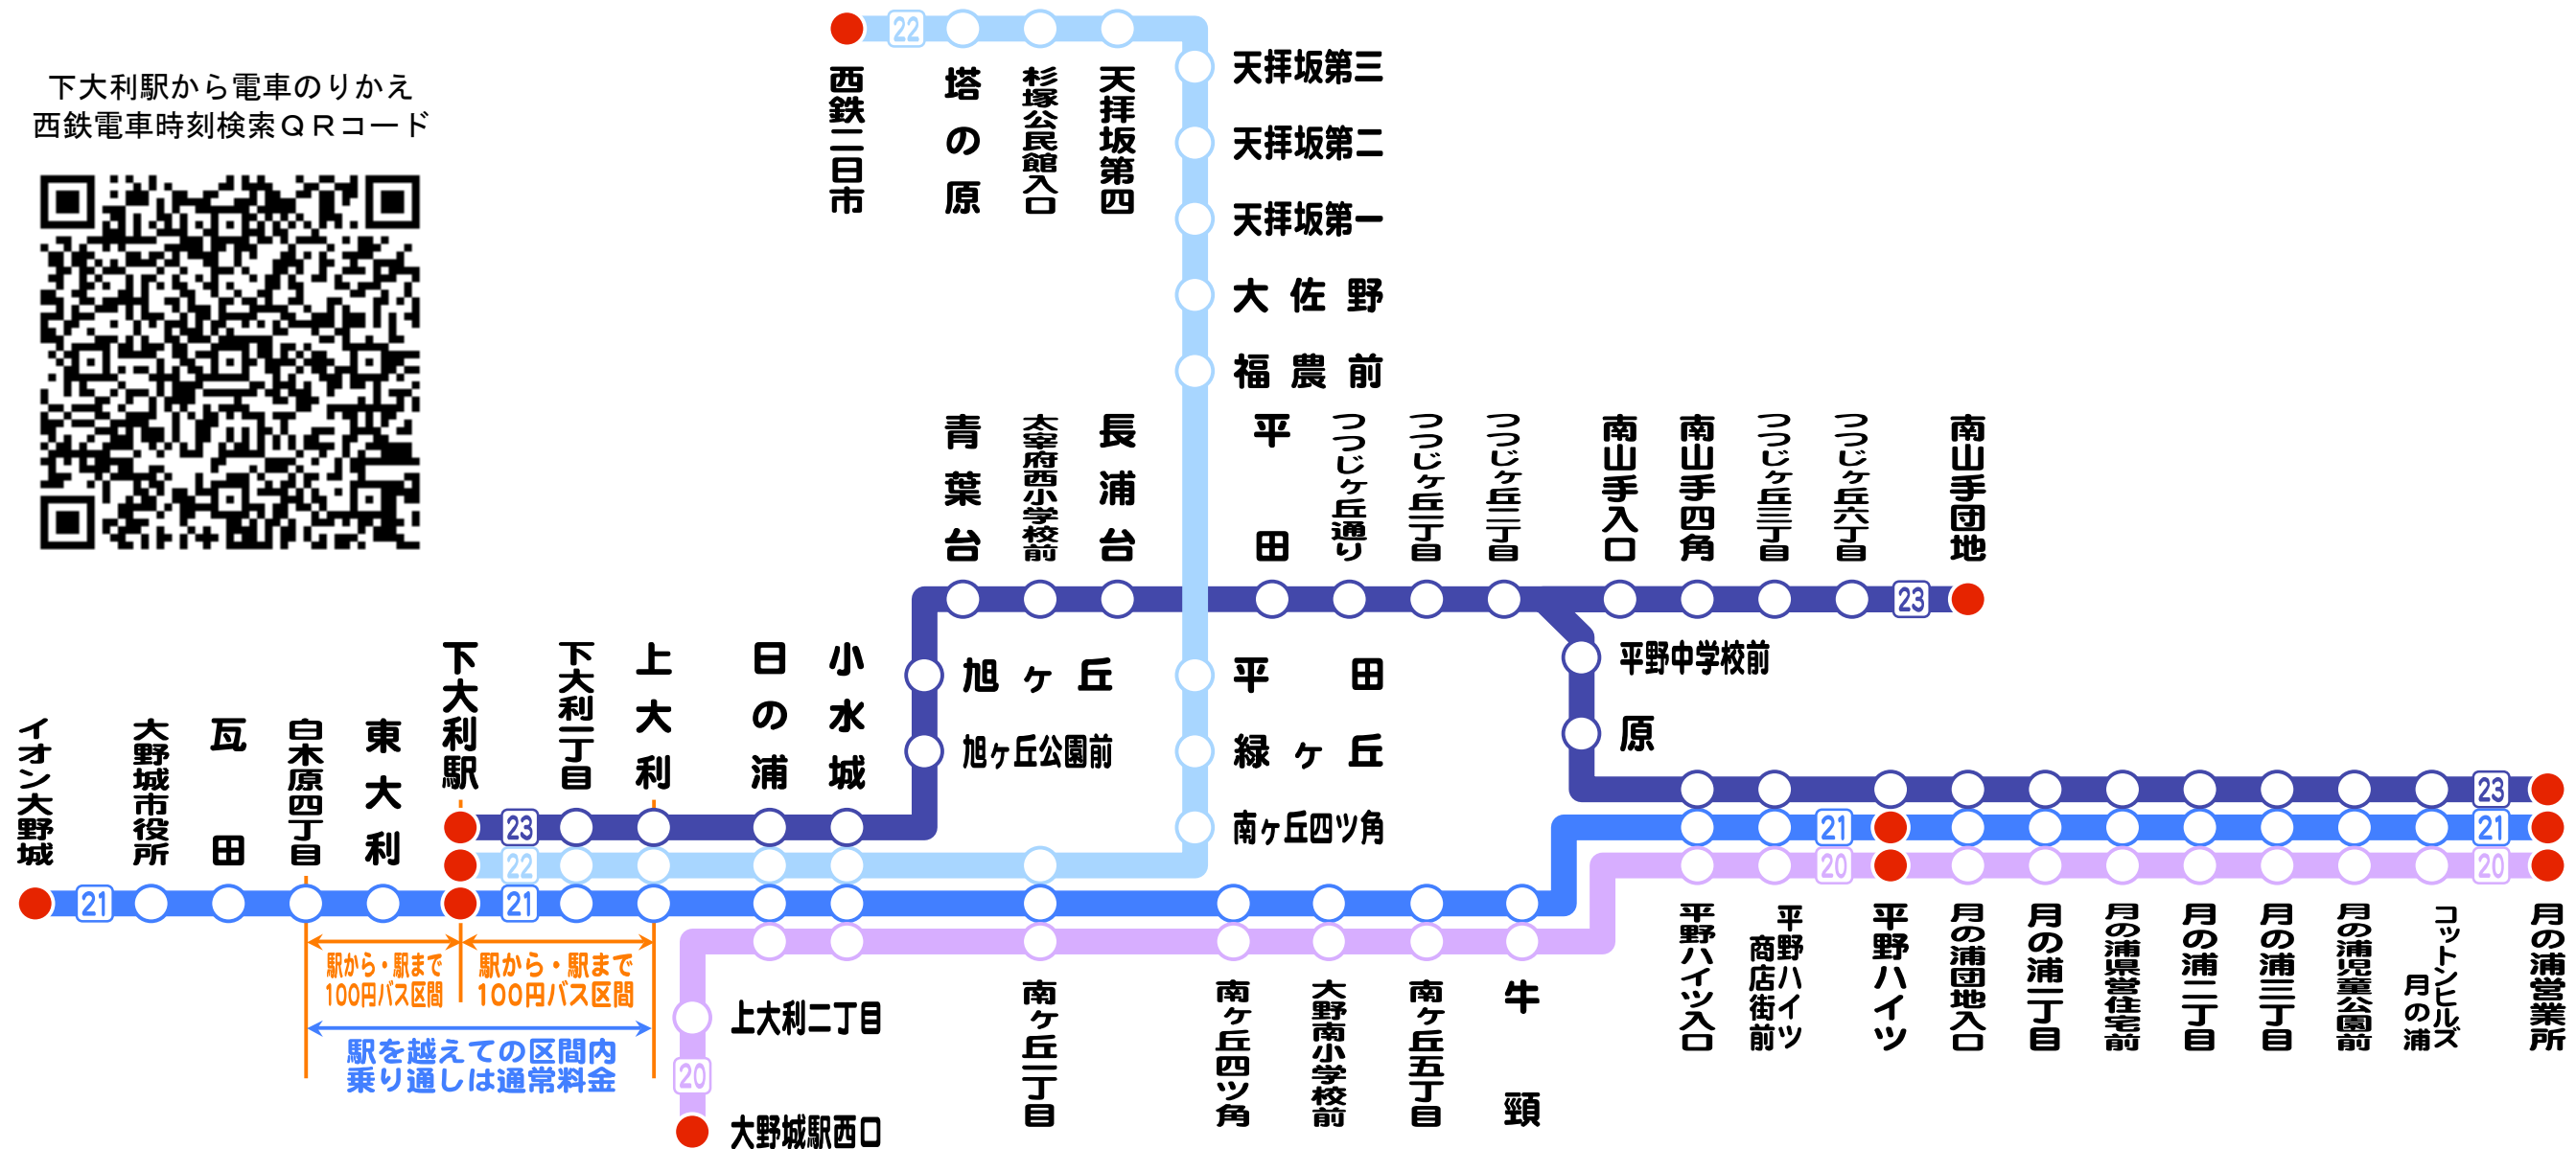 下大利駅から電車のりかえ
西鉄電車時刻検索QRコード
22
西鉄二日市
塔の原
杉塚公民館入口
天拝坂第四
天拝坂第三
天拝坂第二
天拝坂第一
大佐野
福農前
青葉台
太宰府西小学校前
長浦台
平田
つつじヶ丘通り
つつじヶ丘一丁目
つつじヶ丘二丁目
南山手入口
南山手四角
つつじヶ丘三丁目
つつじヶ丘六丁目
南山手団地
23
旭ヶ丘
旭ヶ丘公園前
平田
緑ヶ丘
南ヶ丘四ツ角
平野中学校前
原
イオン大野城
大野城市役所
瓦田
白木原四丁目
東大利
下大利駅
下大利一丁目
上大利
日の浦
小水城
23
22
21
21
23
21
21
20
20
駅から・駅まで
100円バス区間
駅から・駅まで
100円バス区間
駅を越えての区間内
乗り通しは通常料金
上大利二丁目
20
大野城駅西口
南ヶ丘一丁目
南ヶ丘四ツ角
大野南小学校前
南ヶ丘五丁目
牛頸
平野ハイツ入口
平野ハイツ
商店街前
平野ハイツ
月の浦団地入口
月の浦一丁目
月の浦県営住宅前
月の浦二丁目
月の浦三丁目
月の浦児童公園前
コットンヒルズ
月の浦
月の浦営業所